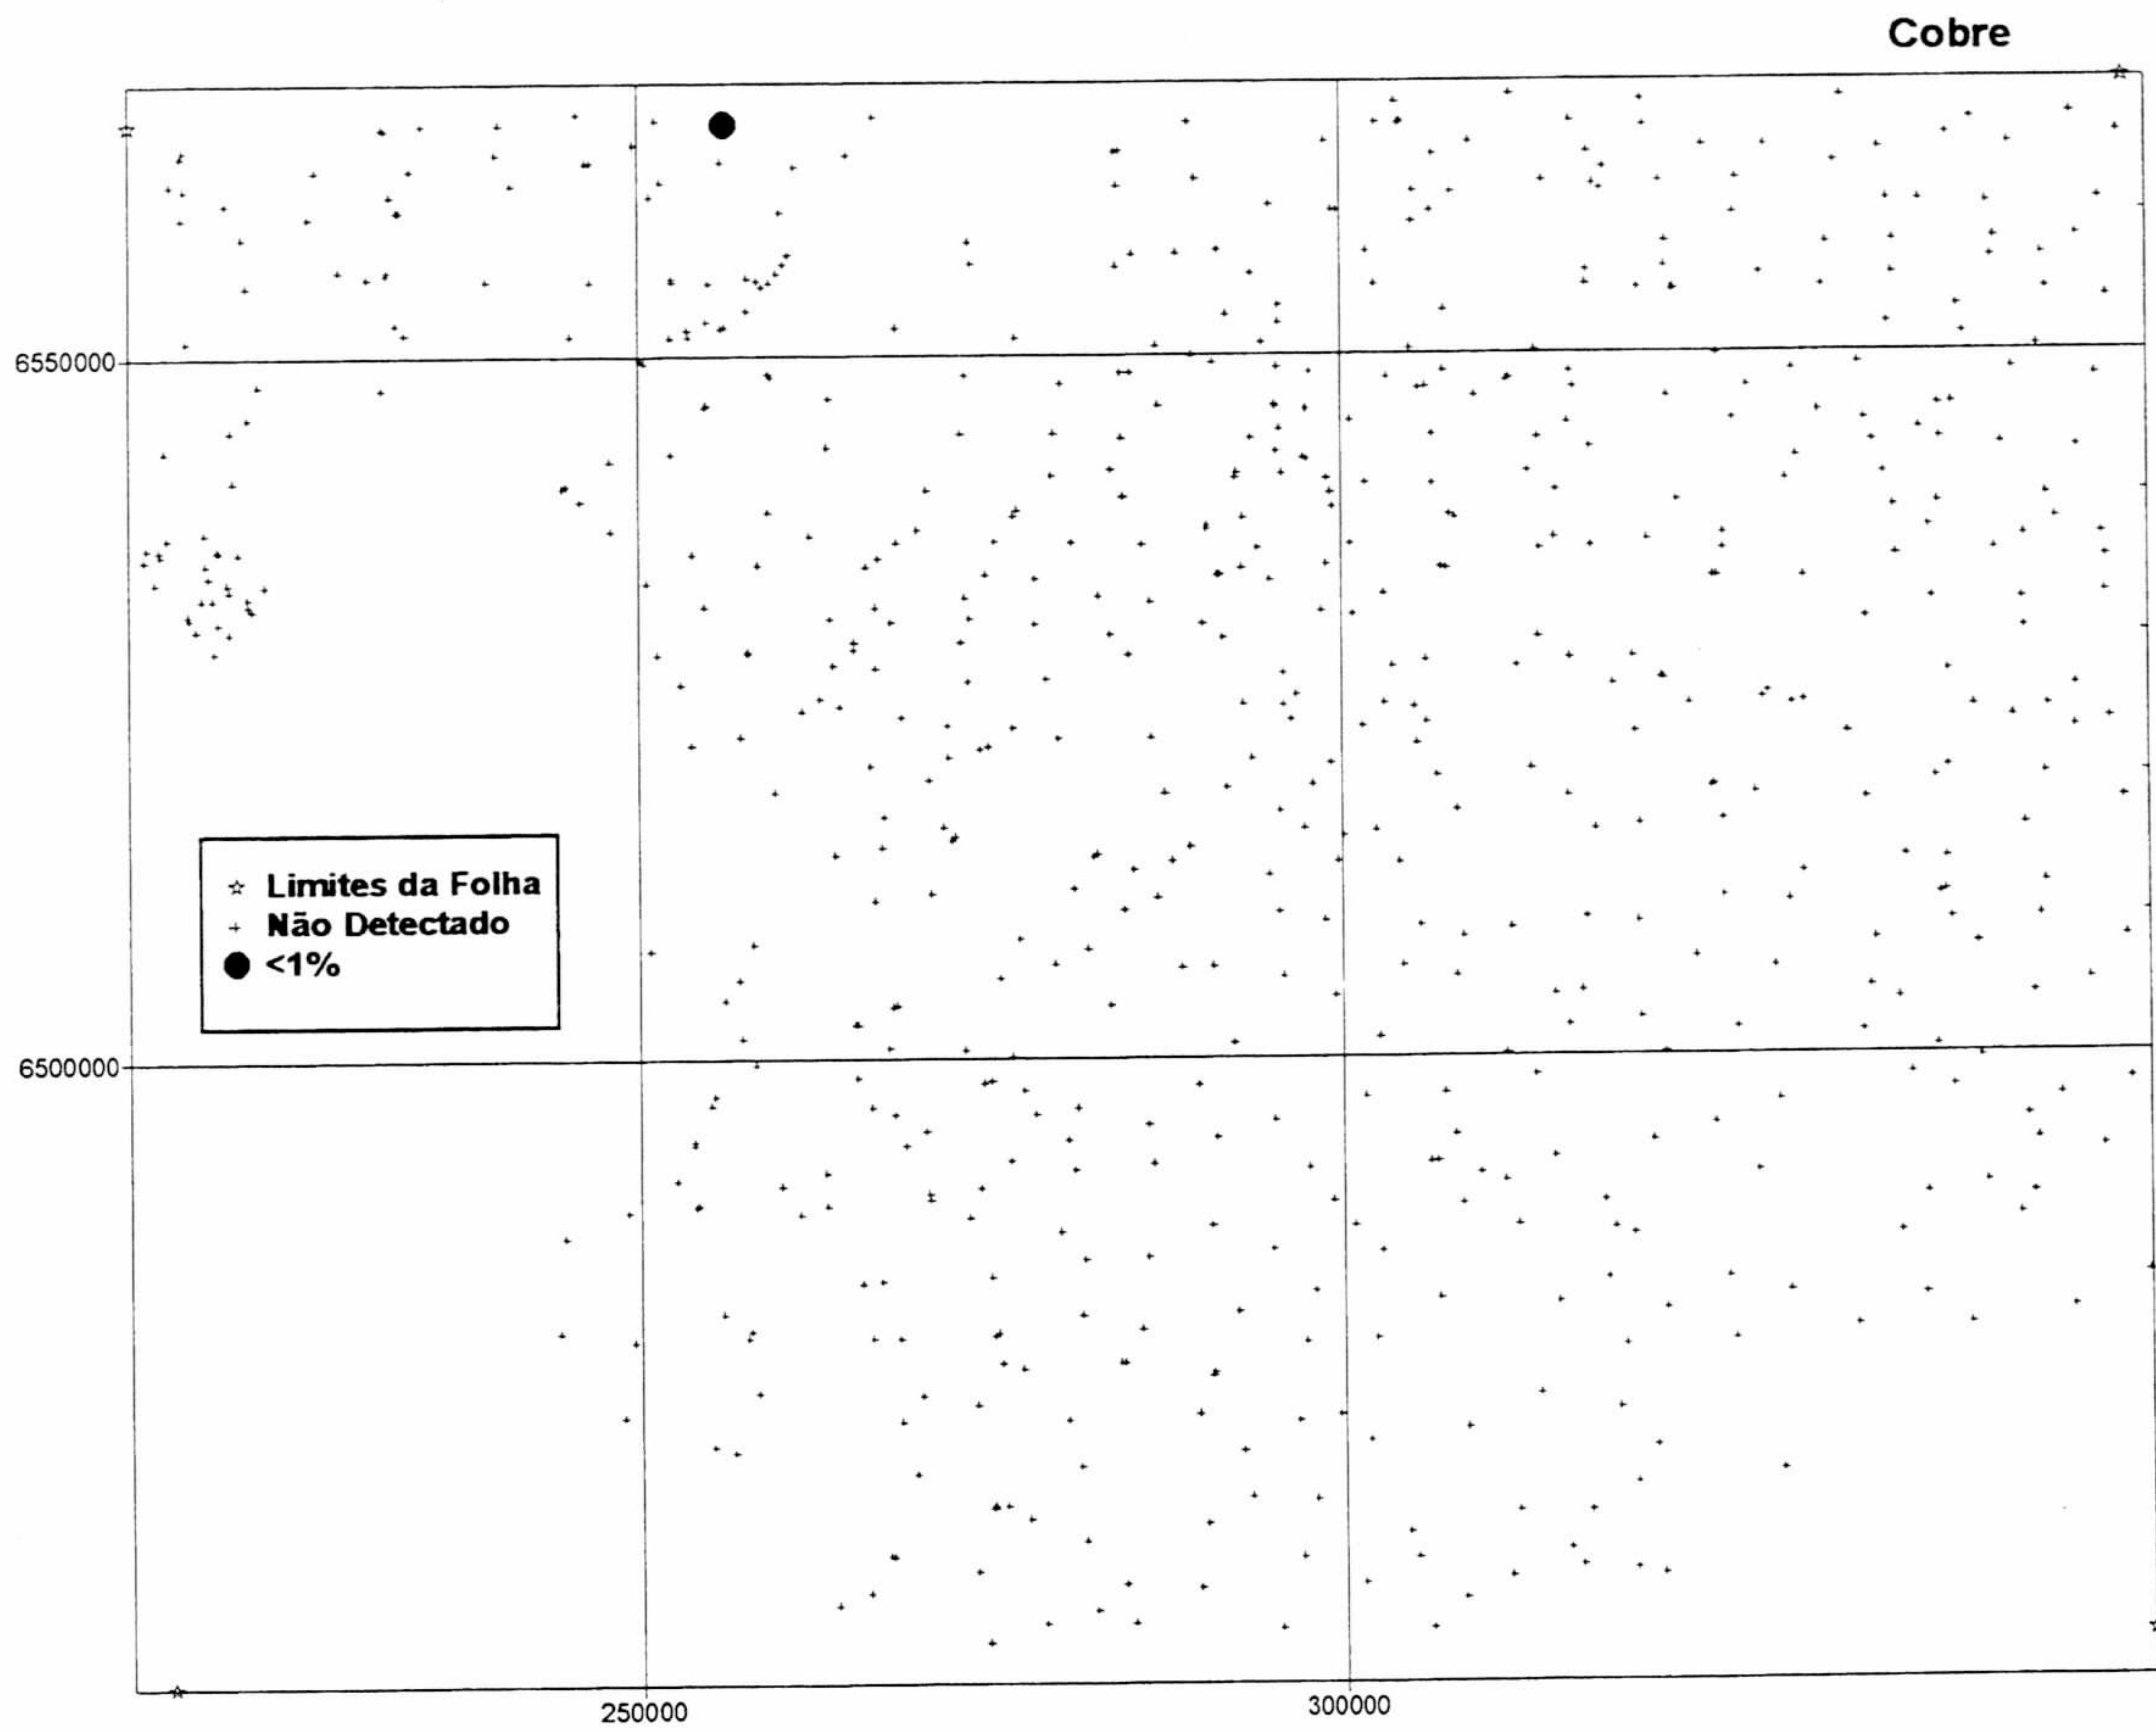 Cobre
6550000
Limites da Folha
Não Detectado
<1%
6500000
250000
300000